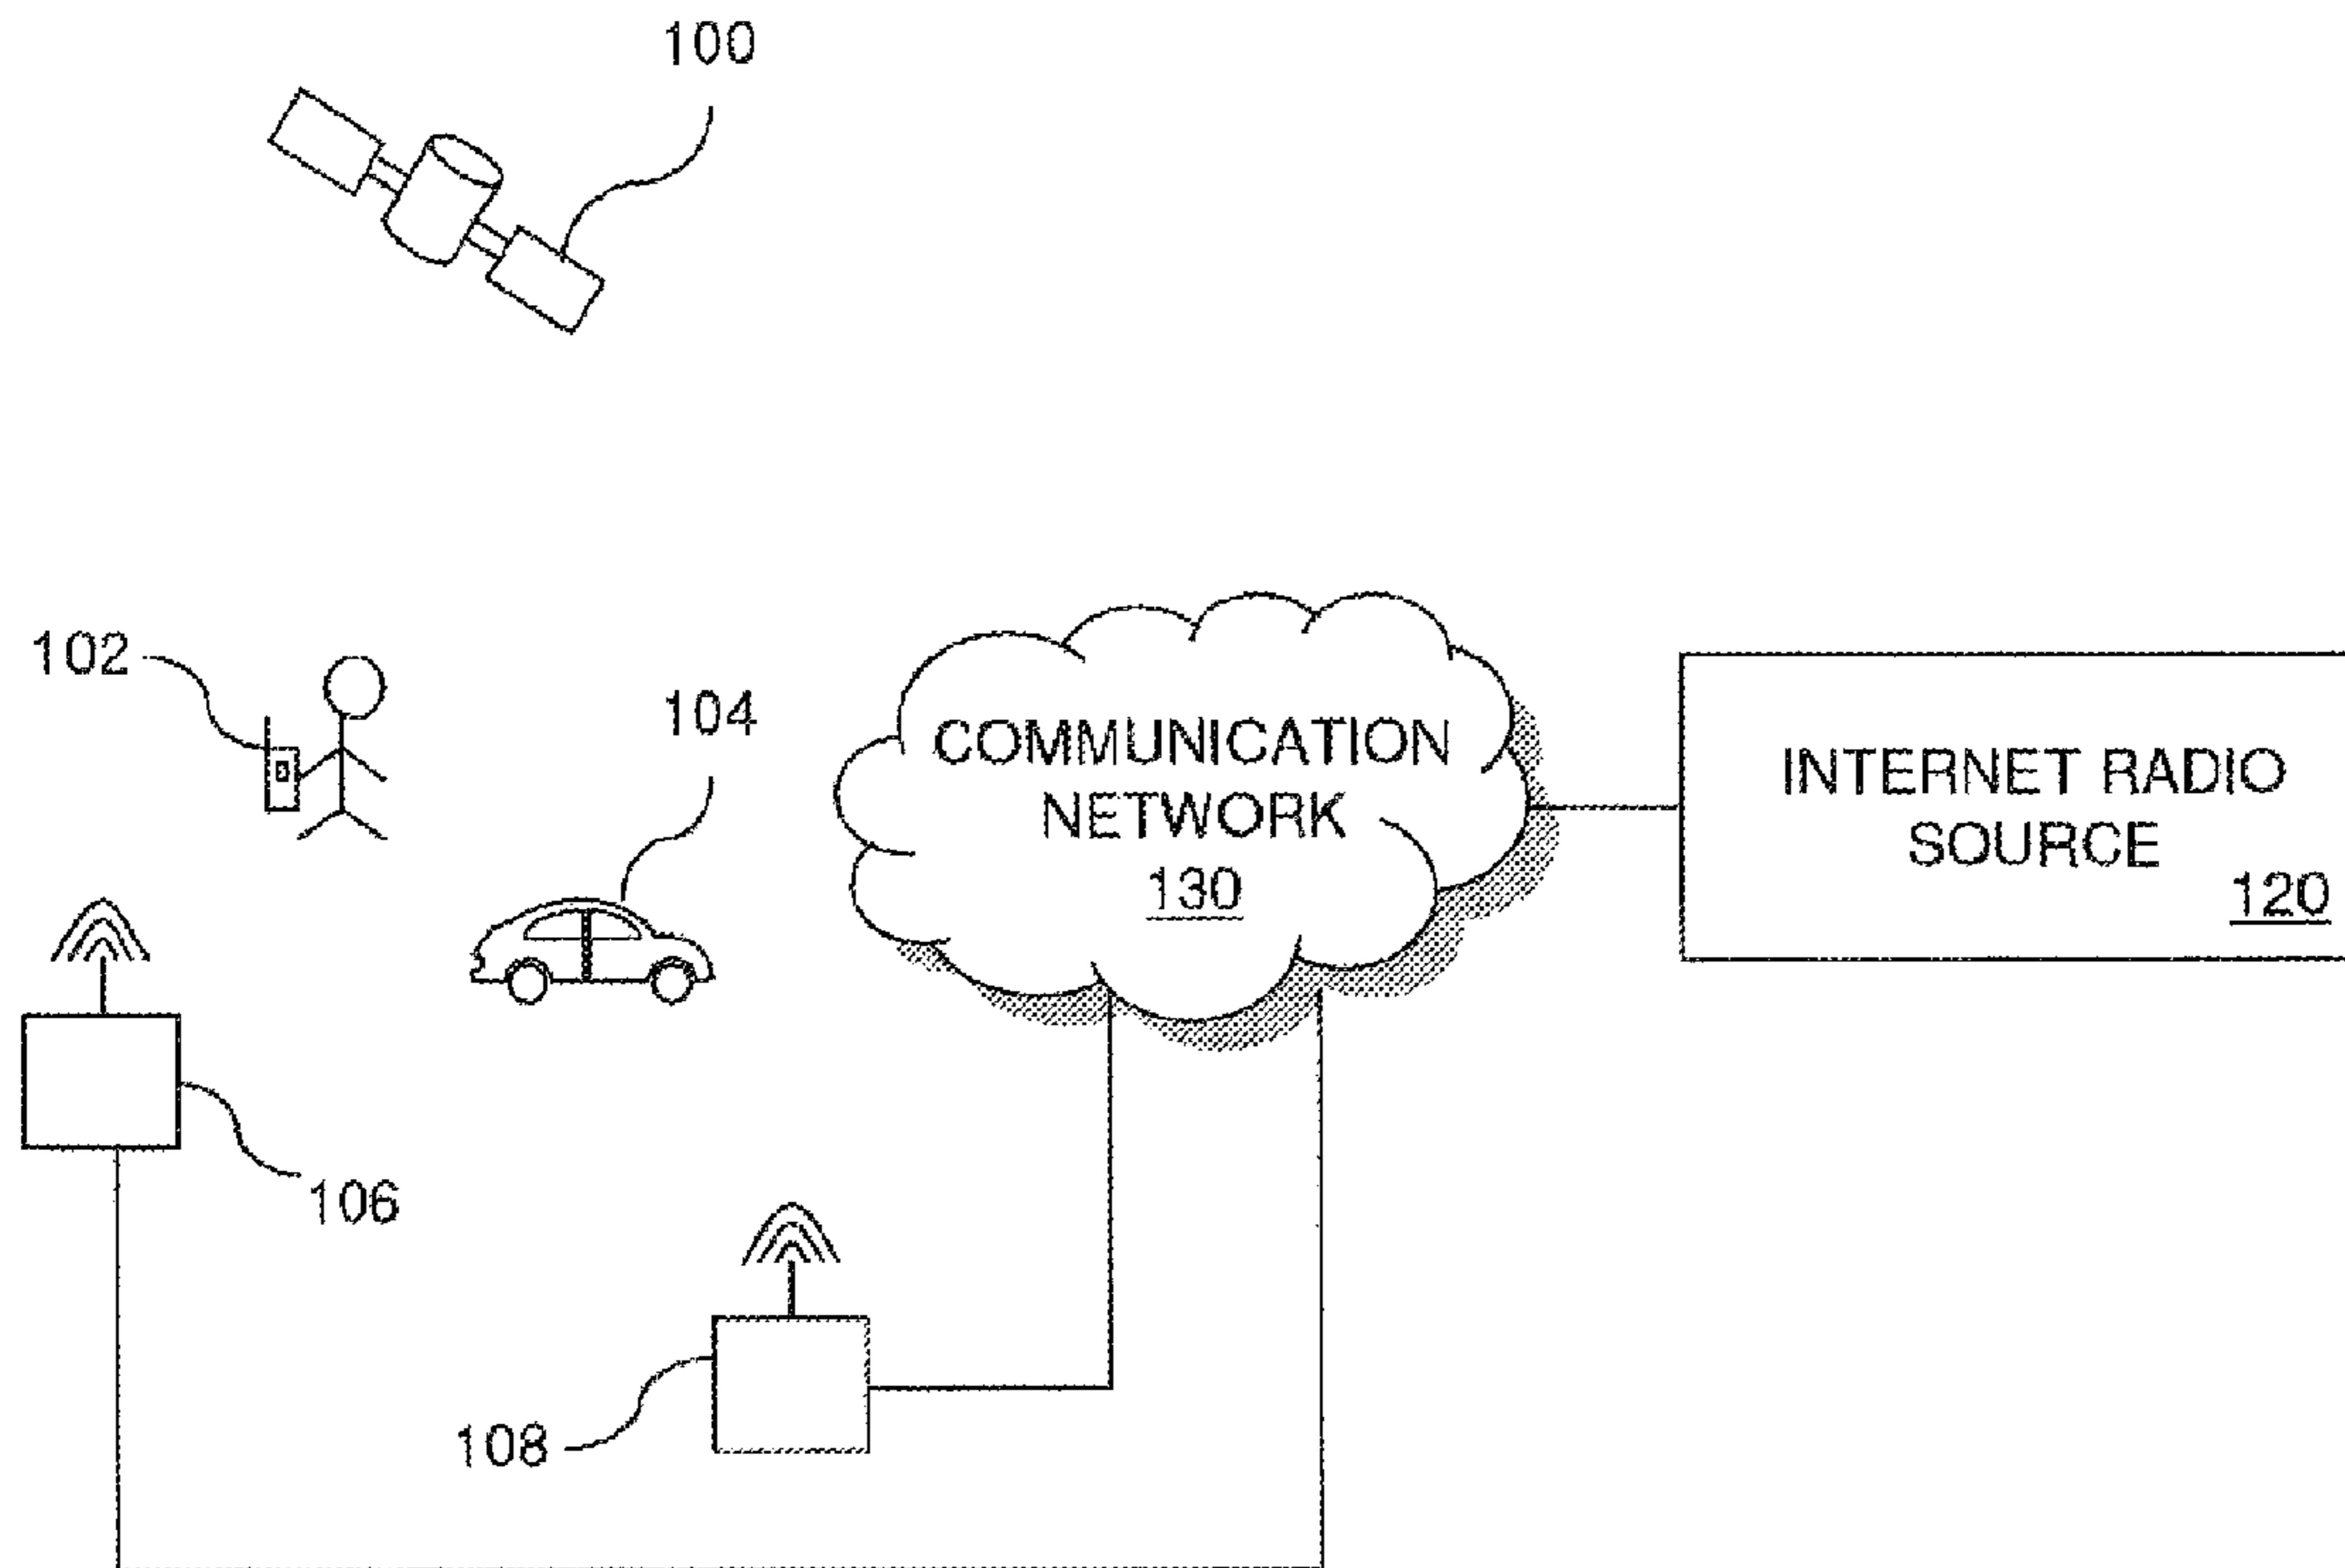 100
102
104
COMMUNICATION
NETWORK
130
INTERNET RADIO
SOURCE
120
106
108